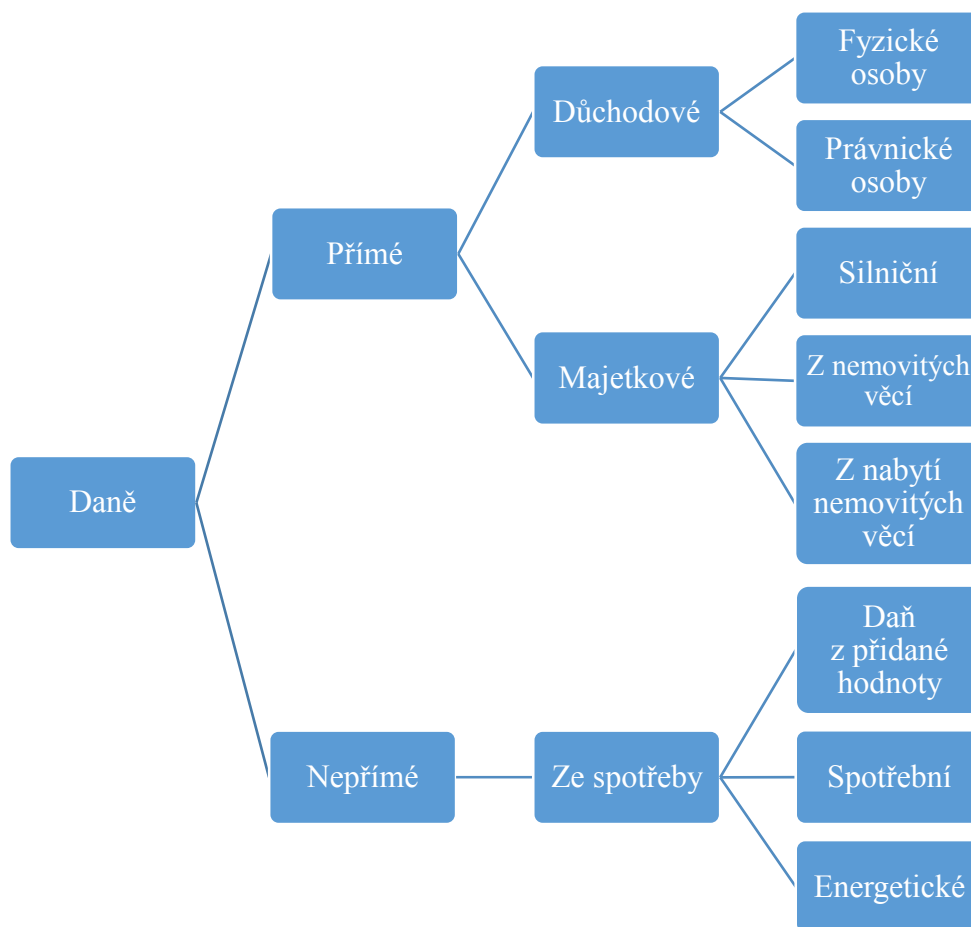 Fyzické
osoby
Důchodové
Právnické
osoby
Přímé
Silniční
Majetkové
Z nemovitých
věcí
Daně
Z nabytí
nemovitých
věcí
Daň
z přidané
hodnoty
Nepřímé
Ze spotřeby
Spotřební
Energetické